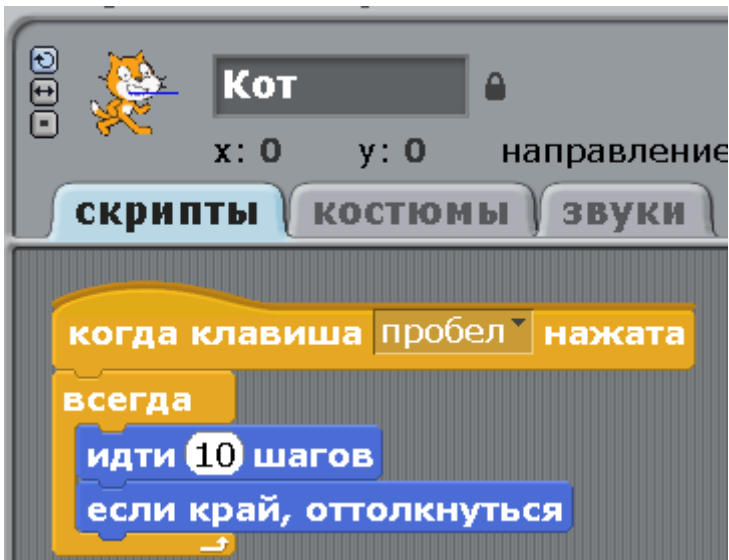 Кот
x: 0 y: 0 направление
скрипты костюмы звуки
когда клавиша пробел нажата
всегда
идти 10 шагов
если край, оттолкнуться